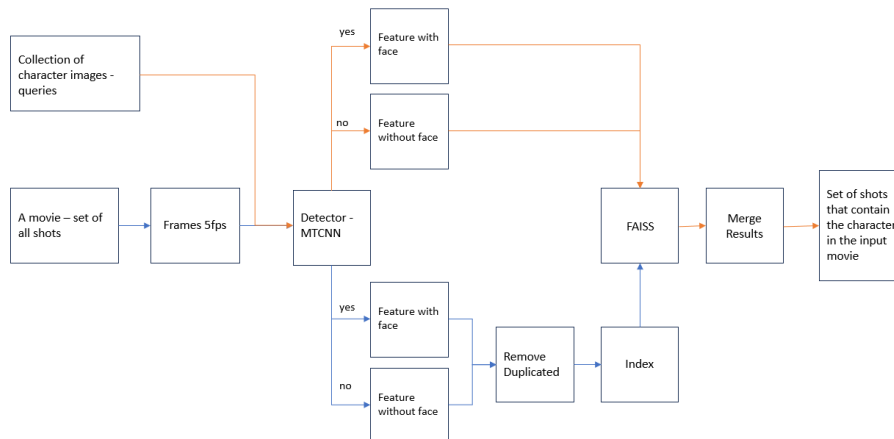 Collection of
character images -
queries
yes
Feature with
face
no
Feature
without face
A movie – set of
all shots
Frames 5fps
Detector -
MTCNN
FAISS
Merge
Results
Set of shots
that contain
the character
in the input
movie
yes
Feature with
face
no
Feature
without face
Remove
Duplicated
Index